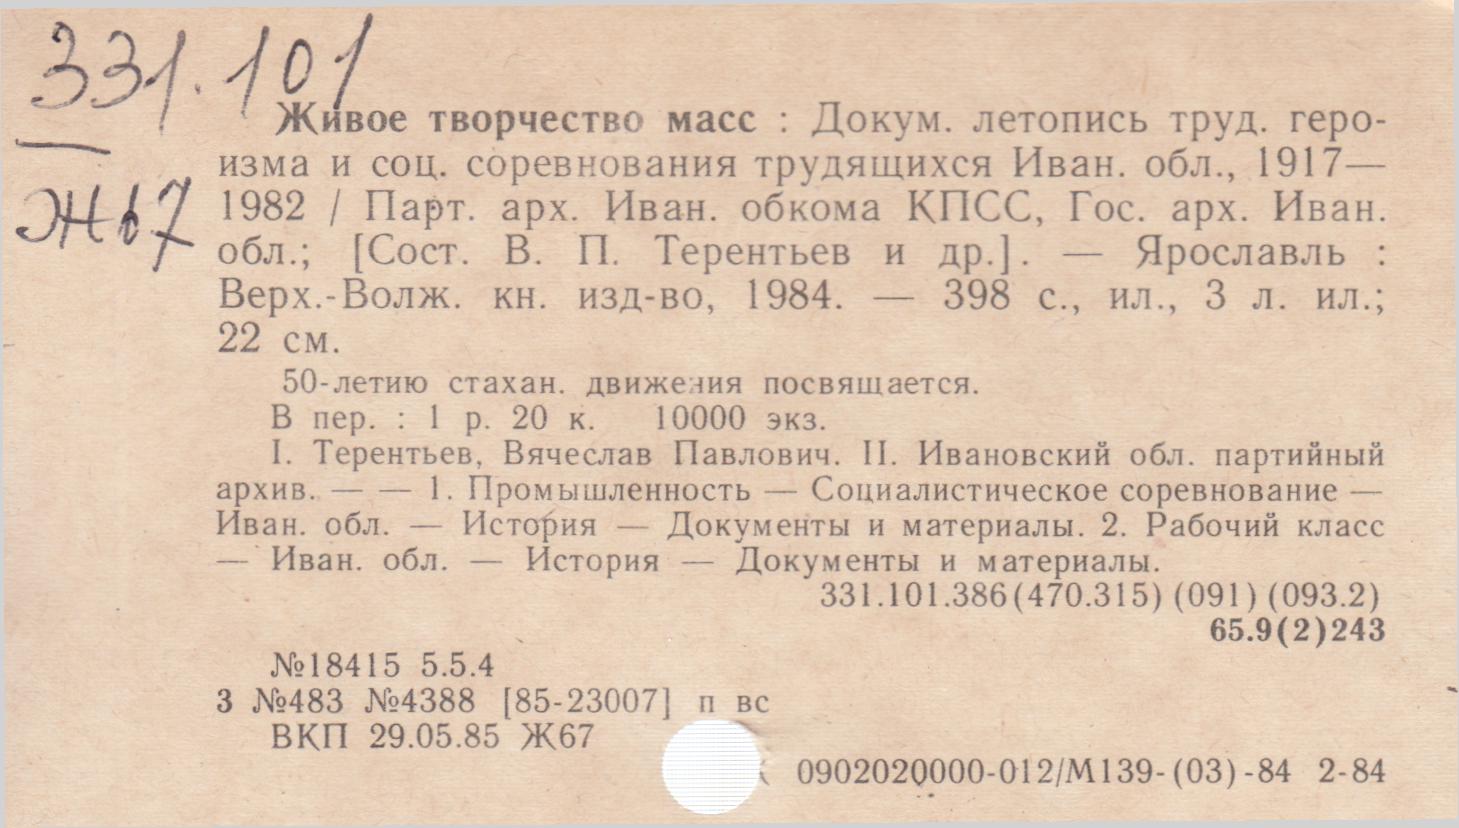 331.101
Ж67
Живое творчество масс : Докум. летопись труд. геро-
изма и соц. соревнования трудящихся Иван. обл., 1917—
1982 / Парт. арх. Иван. обкома КПСС, Гос. арх. Иван.
обл.; [Сост. В. П. Терентьев и др.]. — Ярославль :
Верх.-Волж. кн. изд-во, 1984. — 398 с., ил., 3 л. ил.;
22 см.
50-летию стахан. движения посвящается.
В пер. : 1 р. 20 к. 10000 экз.
I. Терентьев, Вячеслав Павлович. II. Ивановский обл. партийный
архив. — — 1. Промышленность — Социалистическое соревнование —
Иван. обл. — История — Документы и материалы. 2. Рабочий класс
— Иван. обл. — История — Документы и материалы.
331.101.386(470.315) (091) (093.2)
65.9(2)243
№18415 5.5.4
3 №483 №4388 [85-23007] п вс
ВКП 29.05.85 Ж67
0902020000-012/М139-(03)-84 2-84